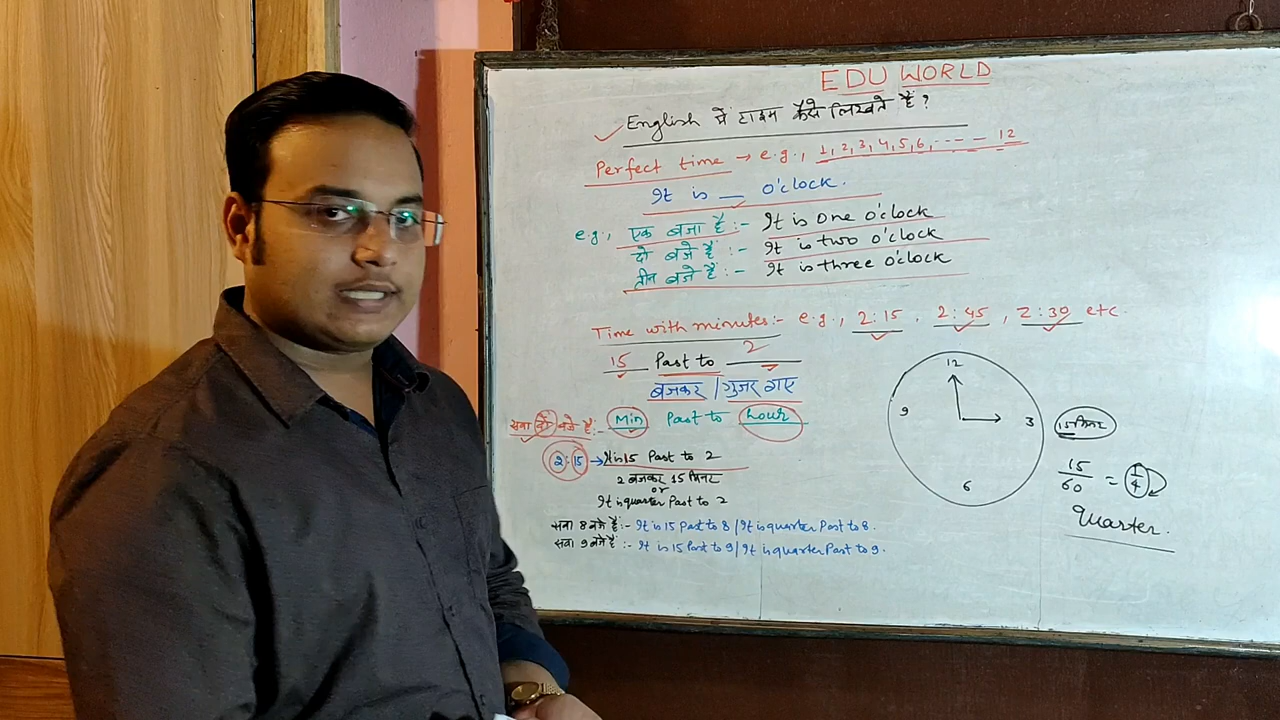 EDU WORLD
English में टाइम कैसे लिखते हैं?
Perfect time → e.g., 1, 2, 3, 4, 5, 6, ---- 12
It is __ o'clock.
e.g., एक बजा है :- It is one o'clock
दो बजे हैं :- It is two o'clock
तीन बजे हैं :- It is three o'clock
Time with minutes:- e.g., 2:15, 2:45, 2:30 etc.
15 Past to 2
बजकर / गुजर गए
सवा दो बजे हैं :- Min Past to hour
2:15 → It is 15 Past to 2
2 बजकर 15 मिनट
or
It is quarter Past to 2
सवा 8 बजे हैं :- It is 15 Past to 8 / It is quarter Past to 8.
सवा 9 बजे हैं :- It is 15 Past to 9 / It is quarter Past to 9.
12
9 3
6
15 मिनट
15/60 = 1/4
Quarter.